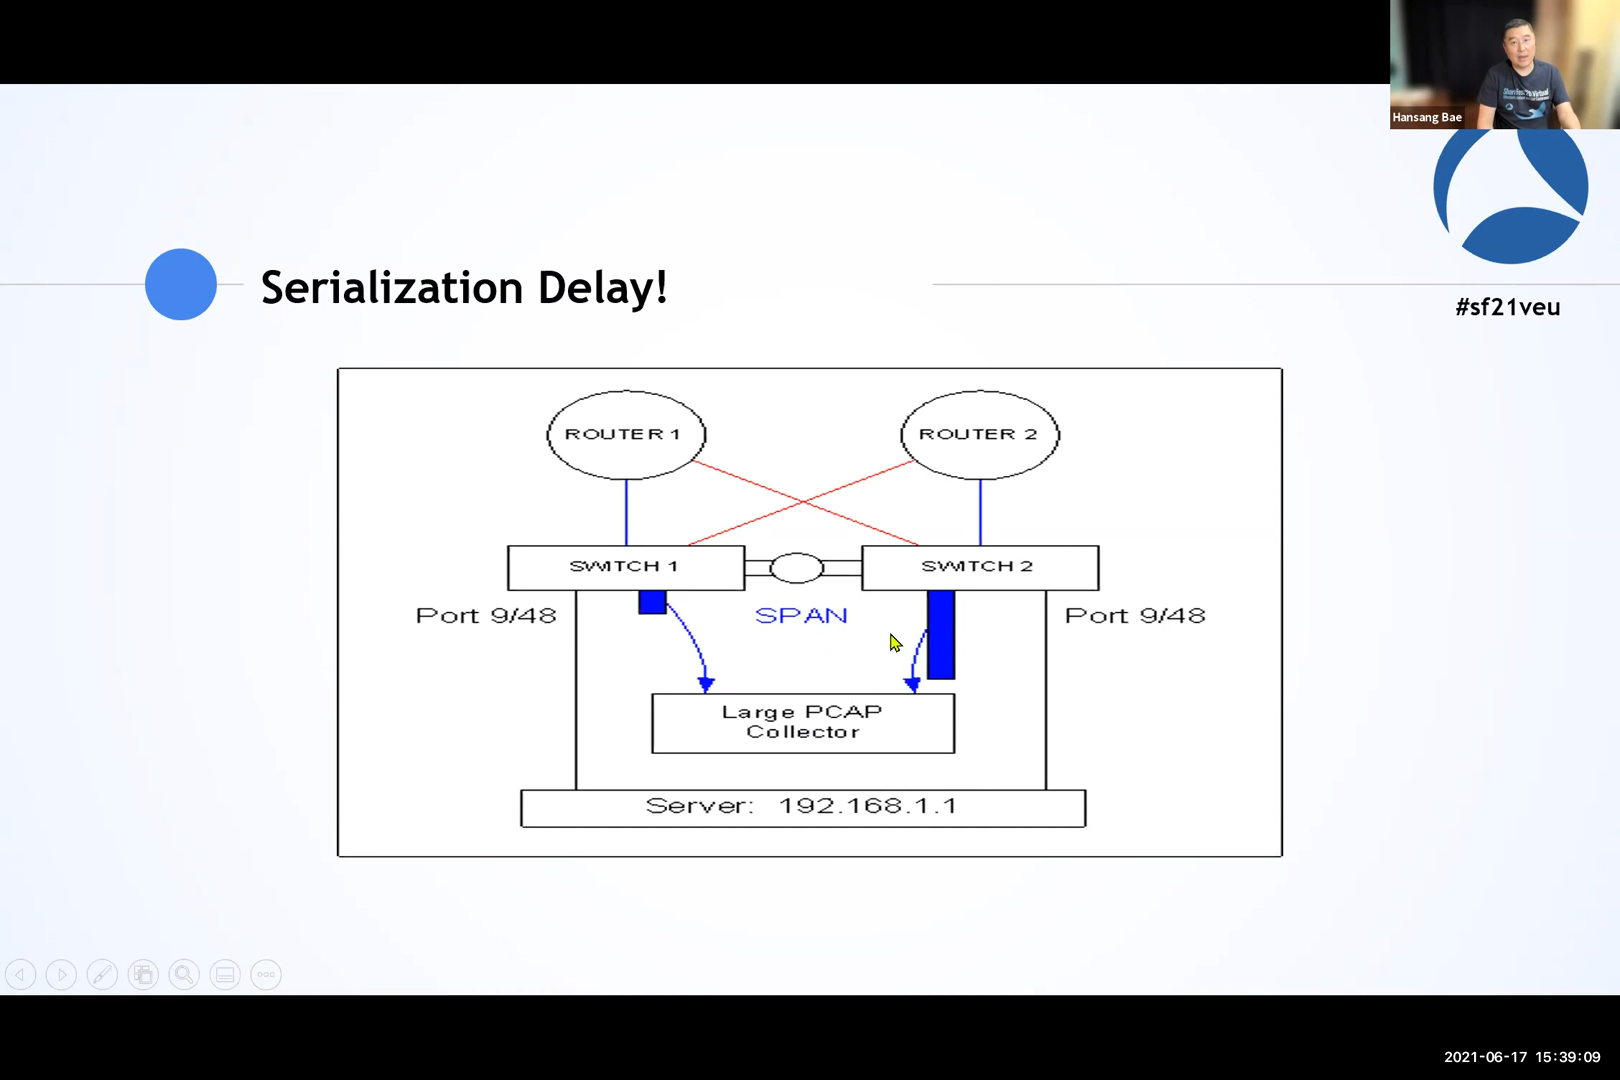 Hansang Bae
Serialization Delay!
#sf21veu
ROUTER 1
ROUTER 2
SWITCH 1
SWITCH 2
Port 9/48
SPAN
Port 9/48
Large PCAP
Collector
Server: 192.168.1.1
2021-06-17 15:39:09